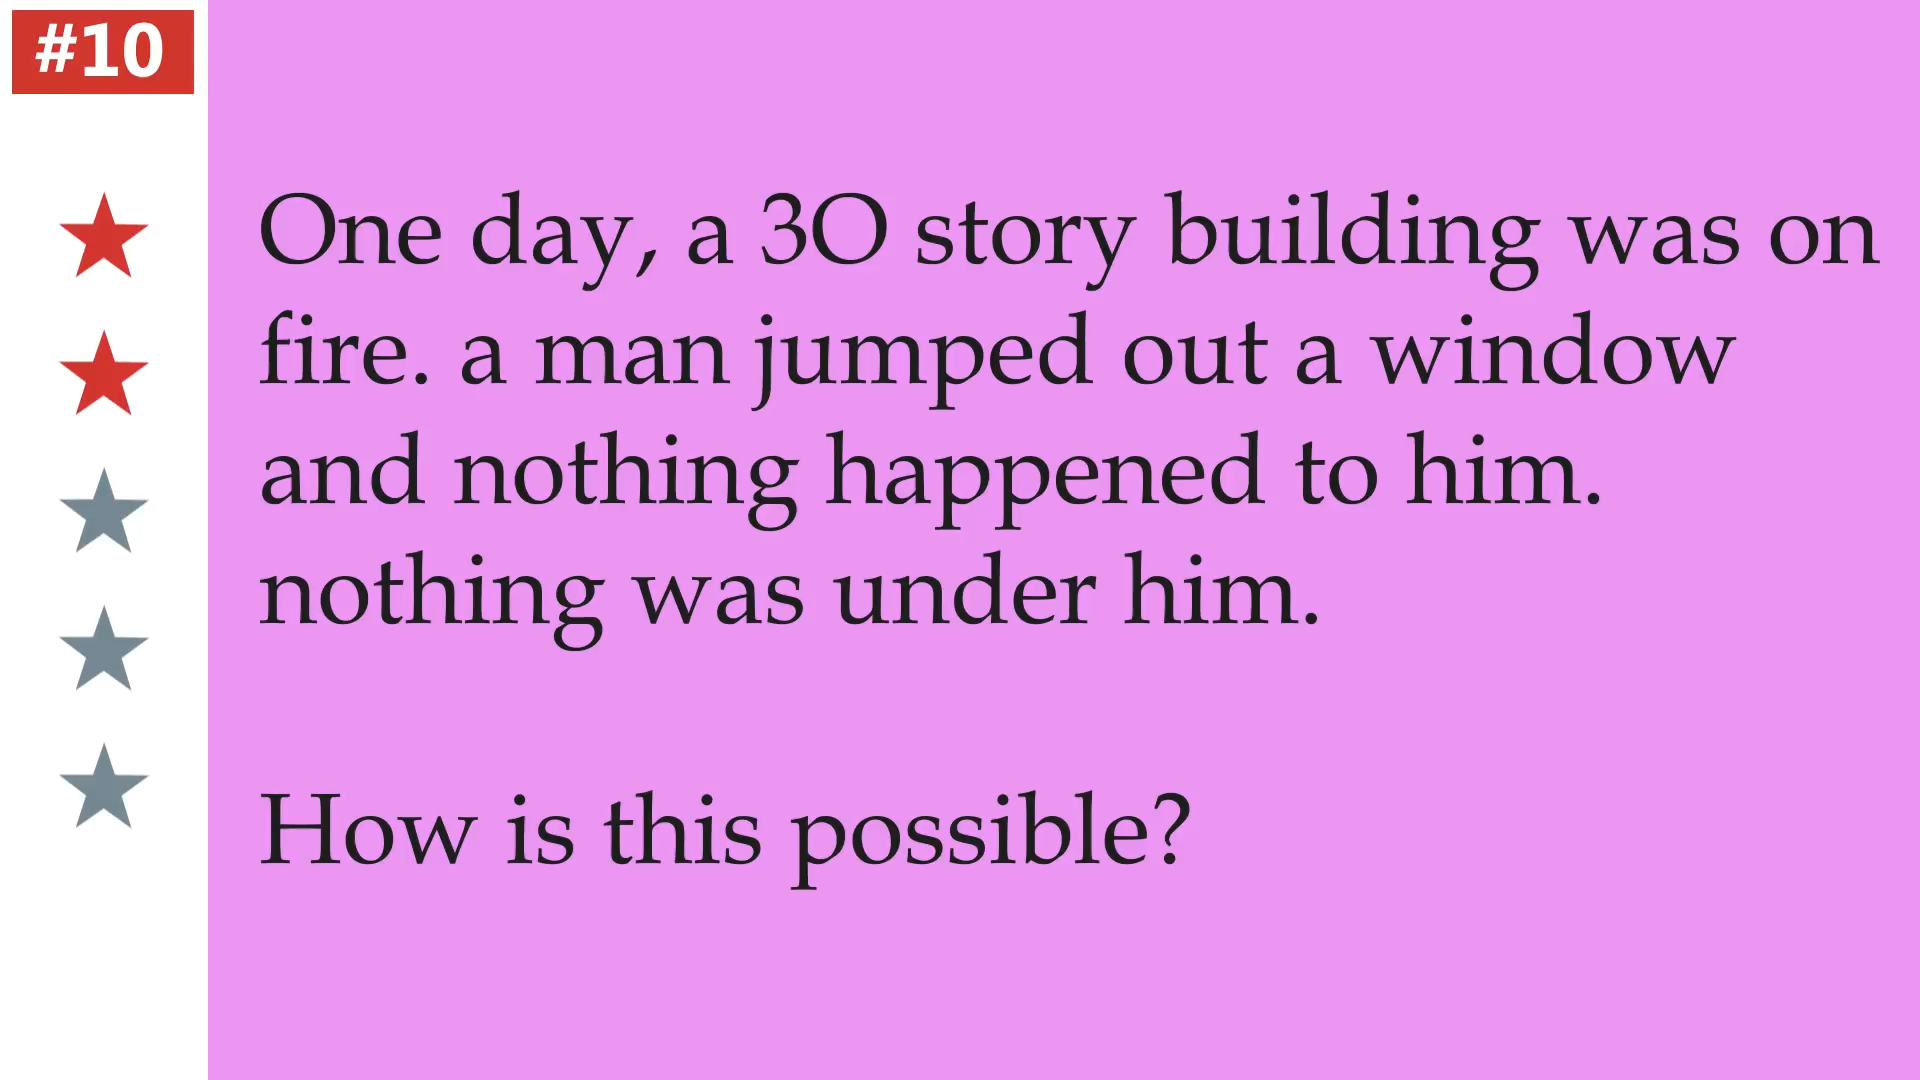 #10
One day, a 3O story building was on
fire. a man jumped out a window
and nothing happened to him.
nothing was under him.
How is this possible?